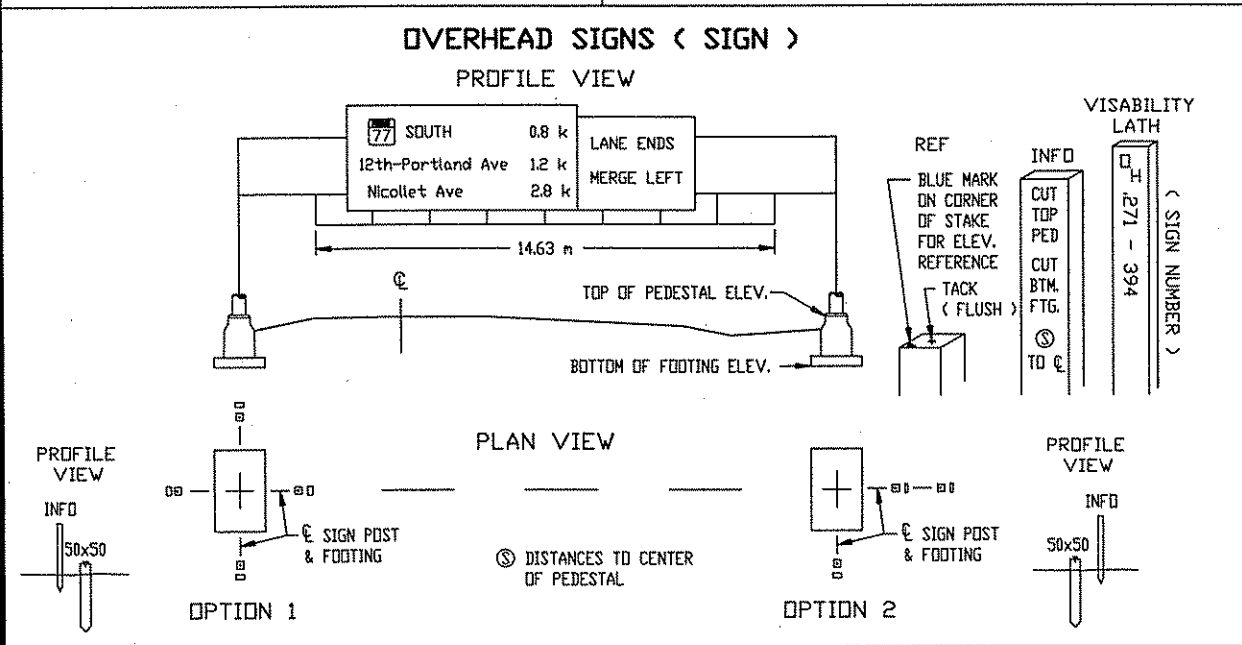 OVERHEAD SIGNS ( SIGN )
PROFILE VIEW
77 SOUTH 0.8 k
12th-Portland Ave 1.2 k
Nicollet Ave 2.8 k
LANE ENDS
MERGE LEFT
14.63 m
℄
TOP OF PEDESTAL ELEV.
BOTTOM OF FOOTING ELEV.
REF
BLUE MARK
ON CORNER
OF STAKE
FOR ELEV.
REFERENCE
TACK
( FLUSH )
INFO
CUT
TOP
PED
CUT
BTM.
FTG.
Ⓢ
TO ℄
VISABILITY
LATH
OH .271 - 394
( SIGN NUMBER )
PLAN VIEW
PROFILE
VIEW
INFO
50x50
℄ SIGN POST
& FOOTING
OPTION 1
Ⓢ DISTANCES TO CENTER
OF PEDESTAL
℄ SIGN POST
& FOOTING
OPTION 2
PROFILE
VIEW
INFO
50x50